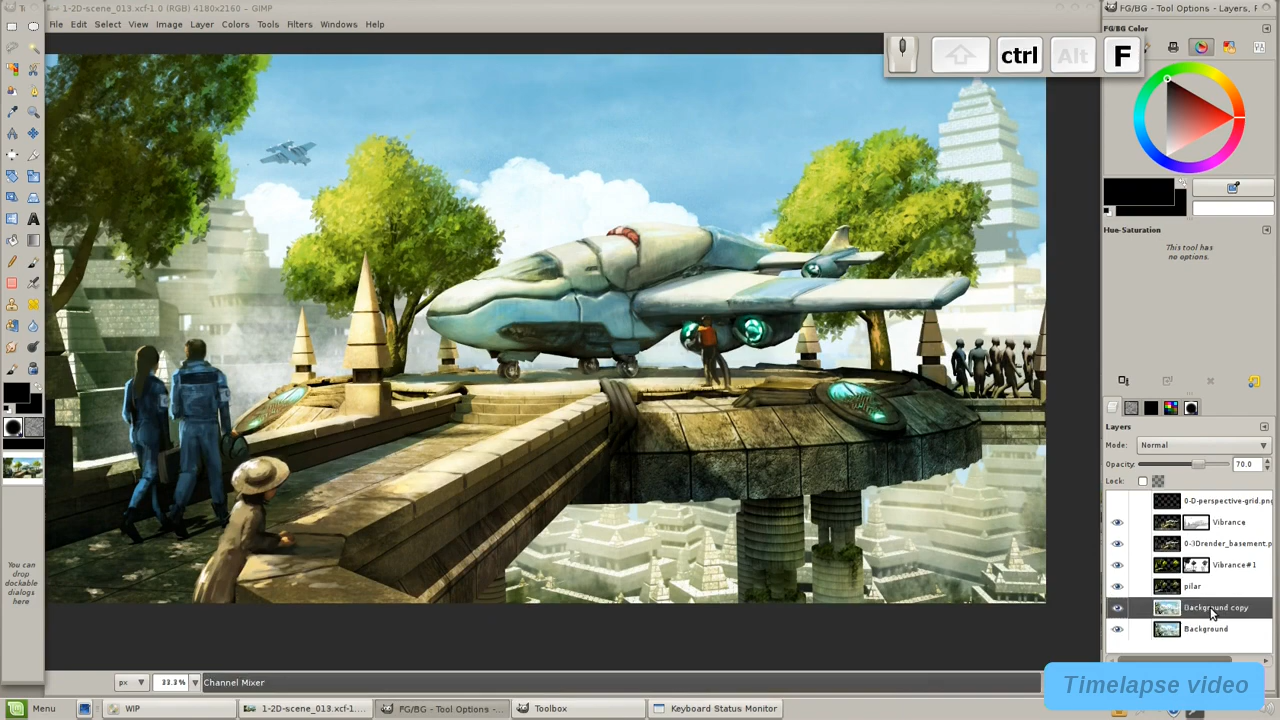 1-2D-scene_013.xcf-1.0 (RGB) 4180x2160 – GIMP
FG/BG - Tool Options - Layers, F
File Edit Select View Image Layer Colors Tools Filters Windows Help
FG/BG Color
ctrl Alt F
Hue-Saturation
This tool has
no options.
Layers
Mode: Normal
Opacity: 70.0
Lock:
0-D-perspective-grid.png
Vibrance
0-3Drender_basement.p
Vibrance#1
pilar
Background copy
Background
You can
drop
dockable
dialogs
here
px 33.3% Channel Mixer
Timelapse video
Menu WIP 1-2D-scene_013.xcf-1.... FG/BG - Tool Options -... Toolbox Keyboard Status Monitor